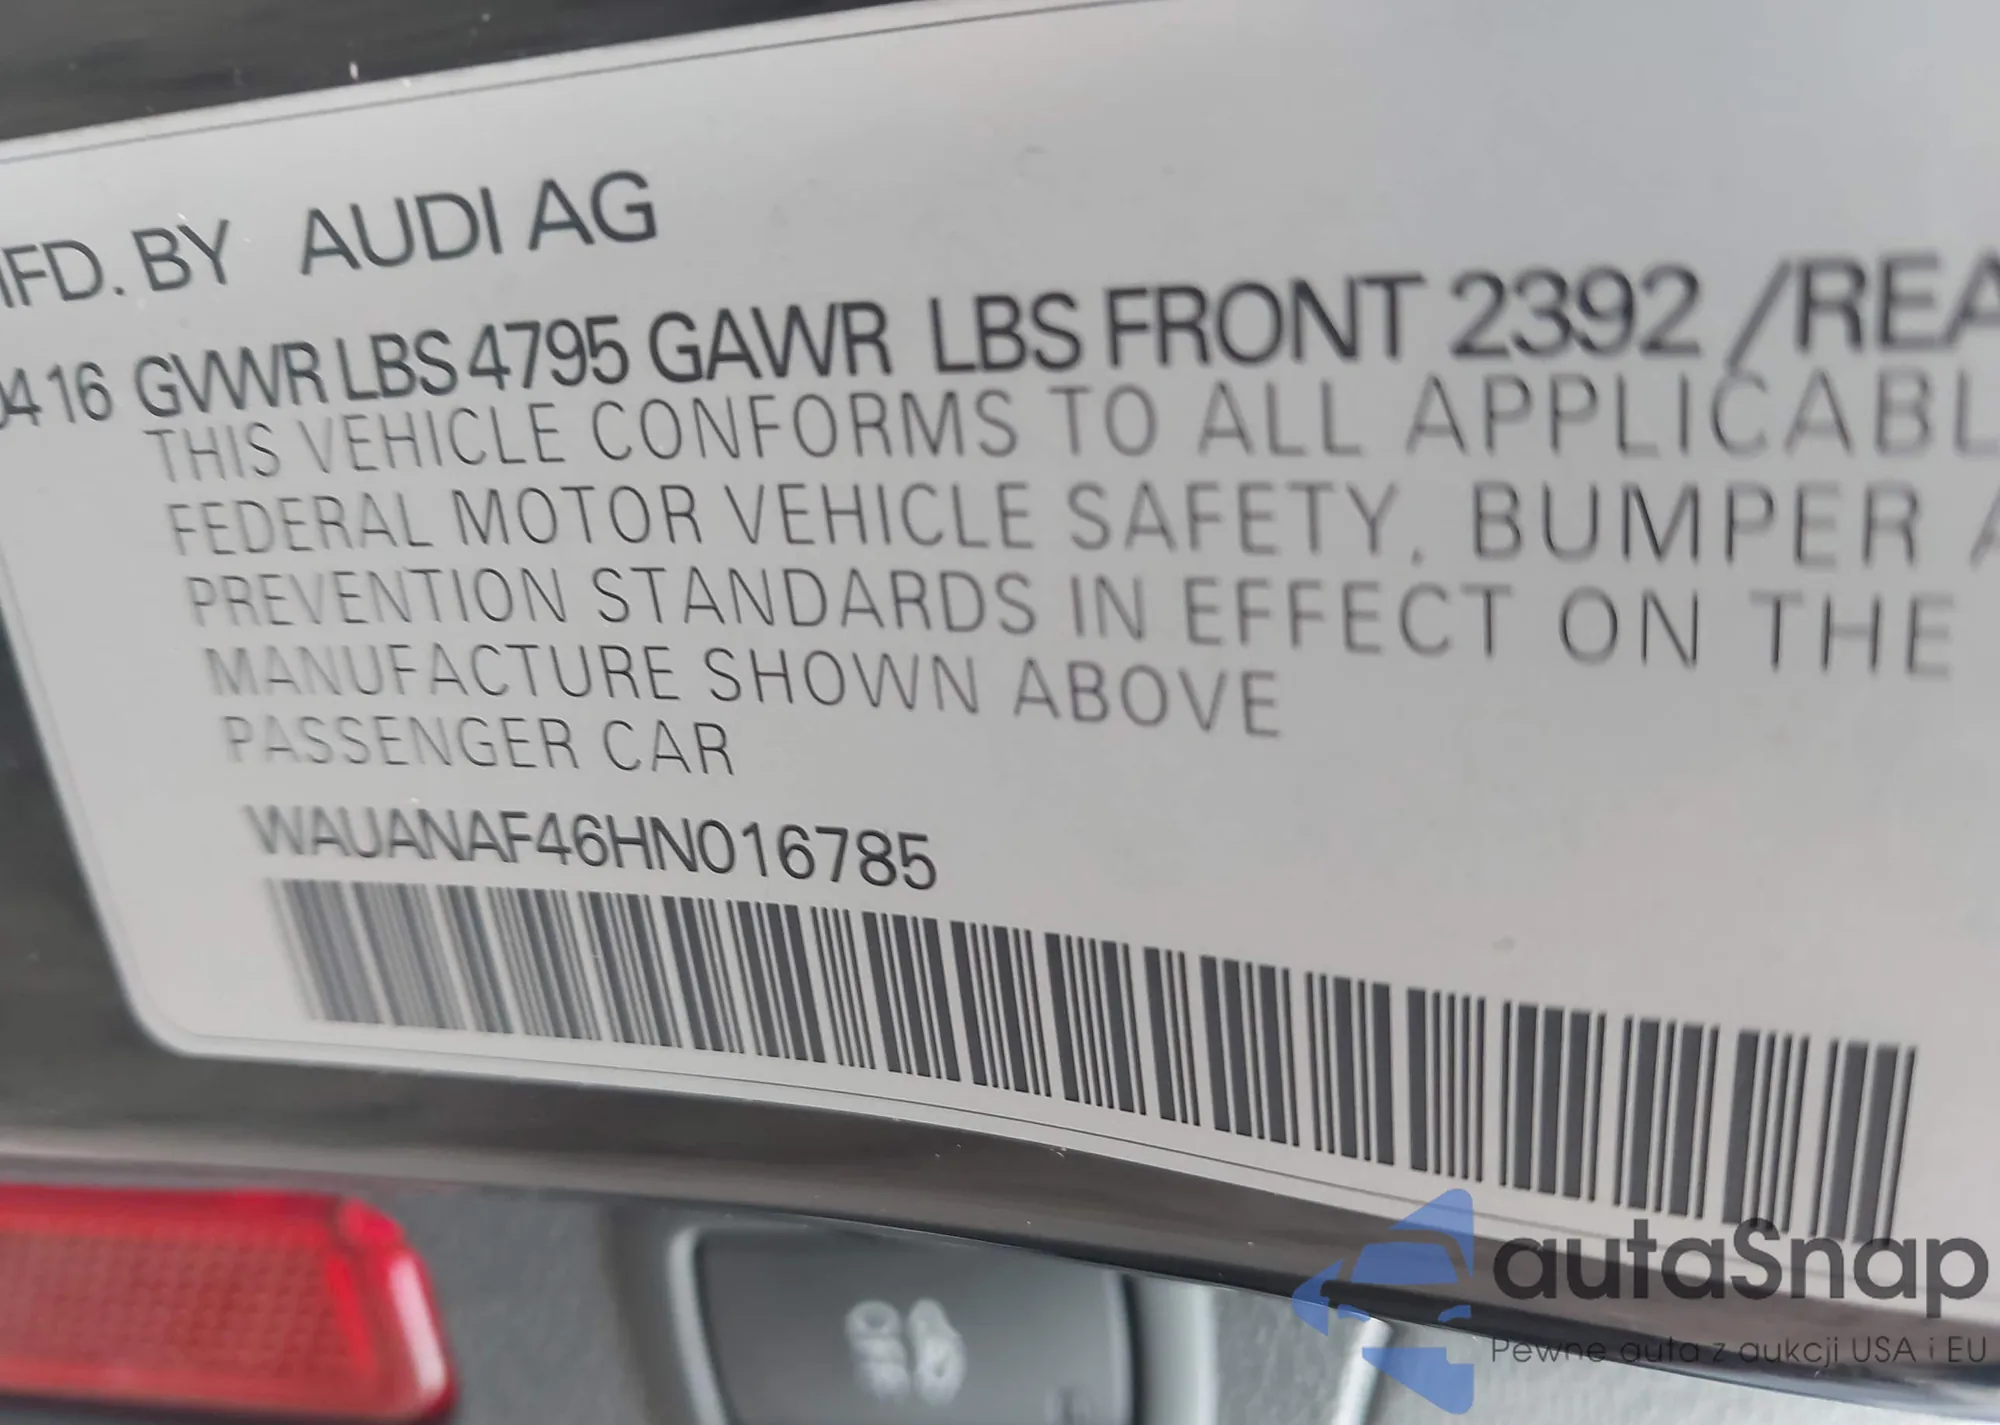 MFD. BY AUDI AG
0416 GVWR LBS 4795 GAWR LBS FRONT 2392 /REA
THIS VEHICLE CONFORMS TO ALL APPLICABL
FEDERAL MOTOR VEHICLE SAFETY, BUMPER A
PREVENTION STANDARDS IN EFFECT ON THE
MANUFACTURE SHOWN ABOVE
PASSENGER CAR
WAUANAF46HN016785
autaSnap
Pewne auta z aukcji USA i EU